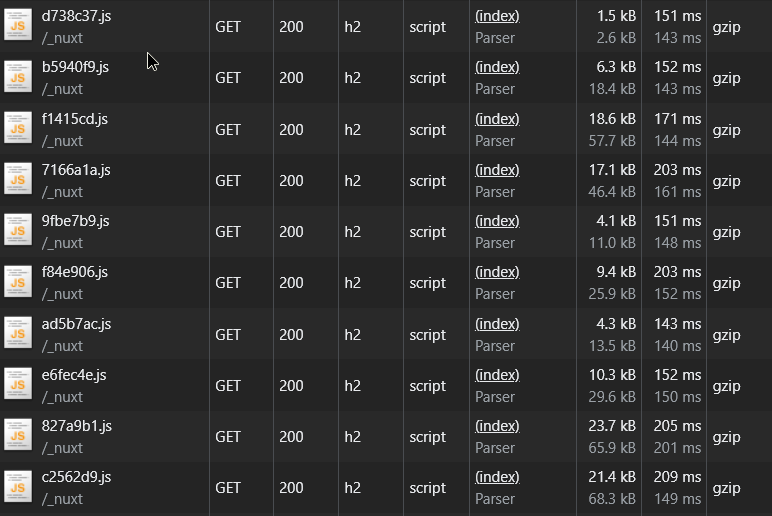 d738c37.js GET 200 h2 script (index) 1.5 kB 151 ms gzip
/_nuxt Parser 2.6 kB 143 ms
b5940f9.js GET 200 h2 script (index) 6.3 kB 152 ms gzip
/_nuxt Parser 18.4 kB 143 ms
f1415cd.js GET 200 h2 script (index) 18.6 kB 171 ms gzip
/_nuxt Parser 57.7 kB 144 ms
7166a1a.js GET 200 h2 script (index) 17.1 kB 203 ms gzip
/_nuxt Parser 46.4 kB 161 ms
9fbe7b9.js GET 200 h2 script (index) 4.1 kB 151 ms gzip
/_nuxt Parser 11.0 kB 148 ms
f84e906.js GET 200 h2 script (index) 9.4 kB 203 ms gzip
/_nuxt Parser 25.9 kB 152 ms
ad5b7ac.js GET 200 h2 script (index) 4.3 kB 143 ms gzip
/_nuxt Parser 13.5 kB 140 ms
e6fec4e.js GET 200 h2 script (index) 10.3 kB 152 ms gzip
/_nuxt Parser 29.6 kB 150 ms
827a9b1.js GET 200 h2 script (index) 23.7 kB 205 ms gzip
/_nuxt Parser 65.9 kB 201 ms
c2562d9.js GET 200 h2 script (index) 21.4 kB 209 ms gzip
/_nuxt Parser 68.3 kB 149 ms